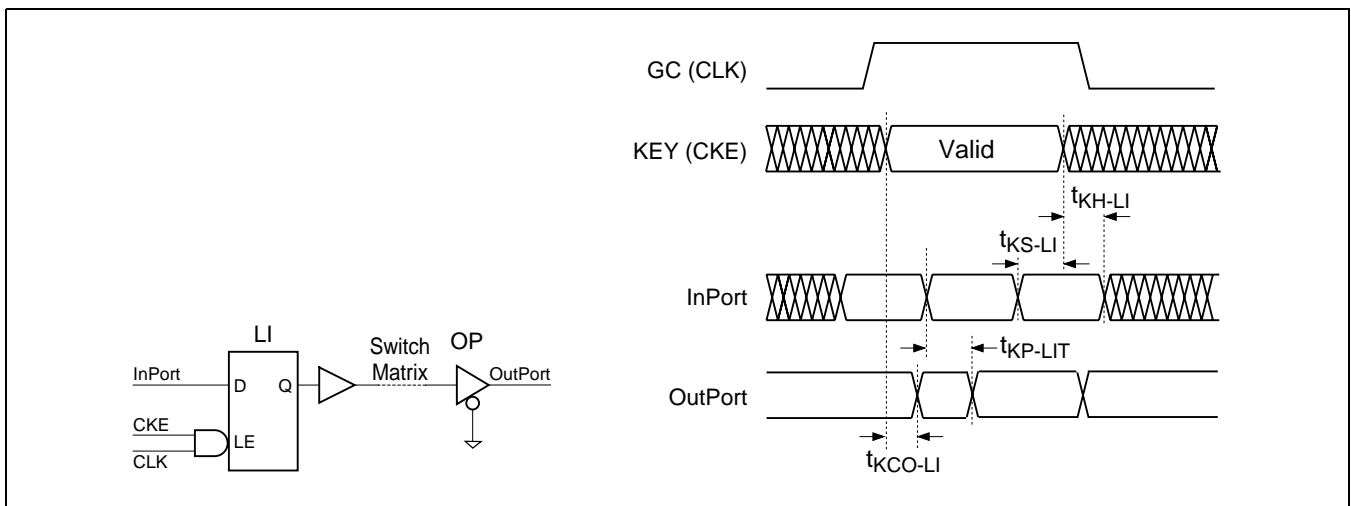 LI
Switch
Matrix
OP
InPort
D
Q
OutPort
CKE
LE
CLK
GC (CLK)
KEY (CKE)
Valid
tKH-LI
tKS-LI
InPort
tKP-LIT
OutPort
tKCO-LI